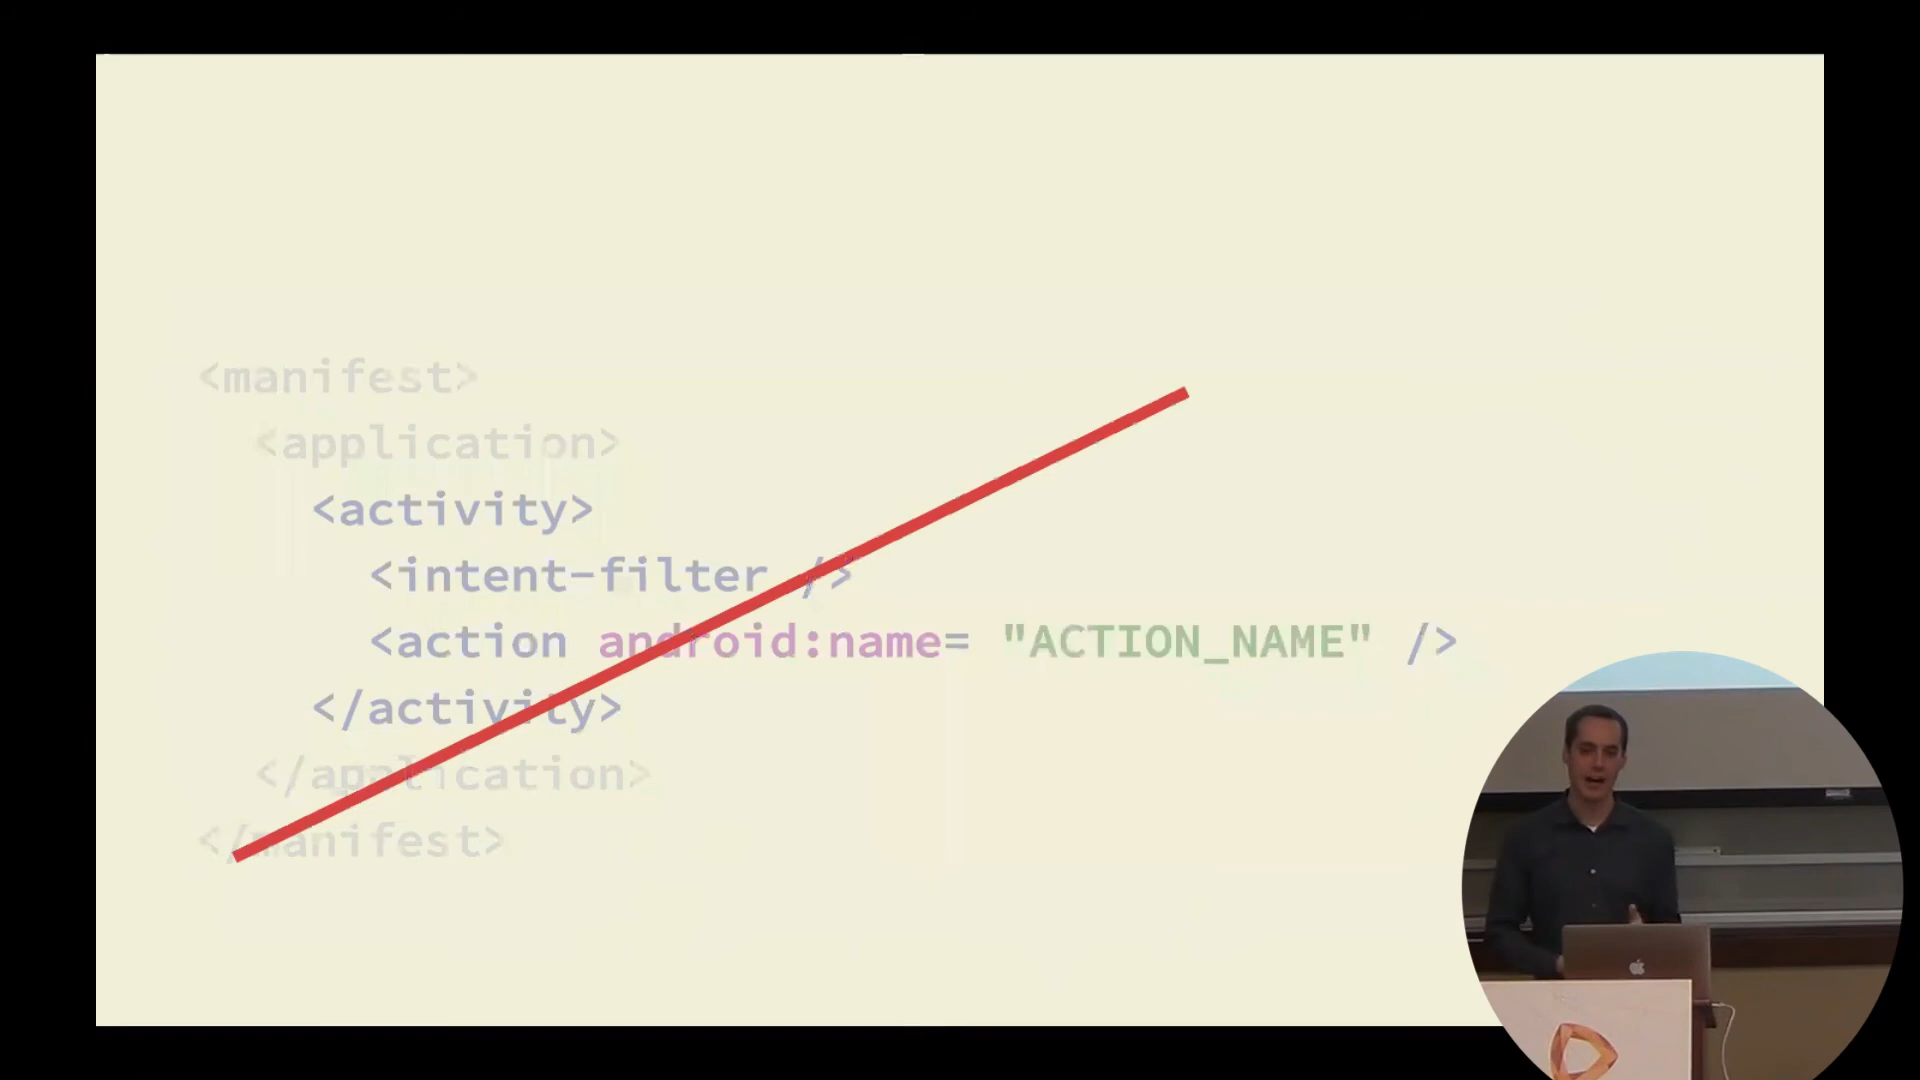 <manifest>
<application>
<activity>
<intent-filter />
<action android:name= "ACTION_NAME" />
</activity>
</application>
</manifest>